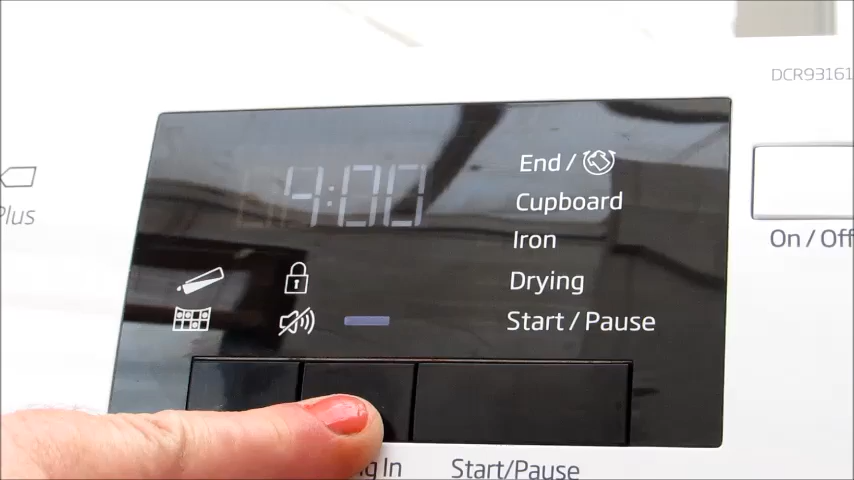 DCR93161
4:00
End /
Cupboard
Iron
Drying
Start / Pause
Plus
On / Off
In
Start/Pause